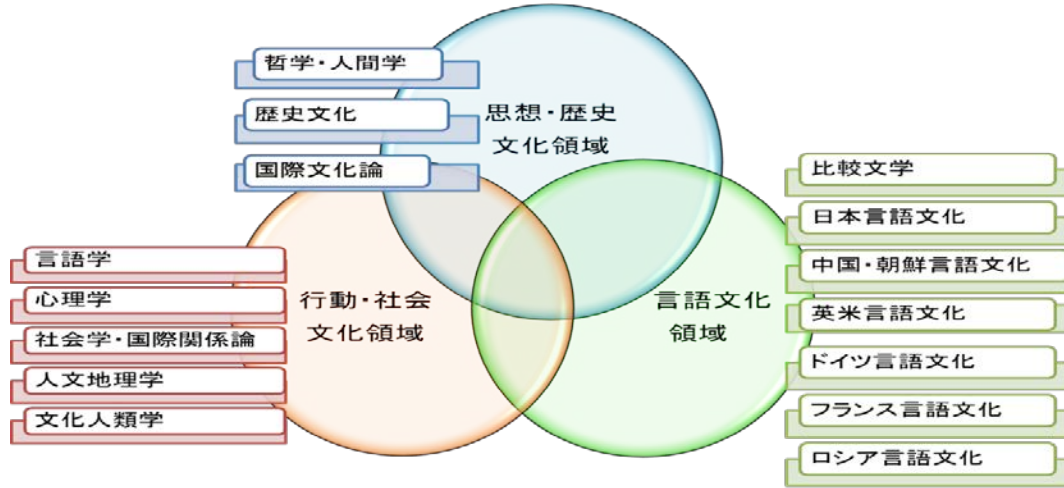 哲学・人間学
歴史文化
国際文化論
思想・歴史
文化領域
言語学
心理学
社会学・国際関係論
人文地理学
文化人類学
行動・社会
文化領域
言語文化
領域
比較文学
日本言語文化
中国・朝鮮言語文化
英米言語文化
ドイツ言語文化
フランス言語文化
ロシア言語文化